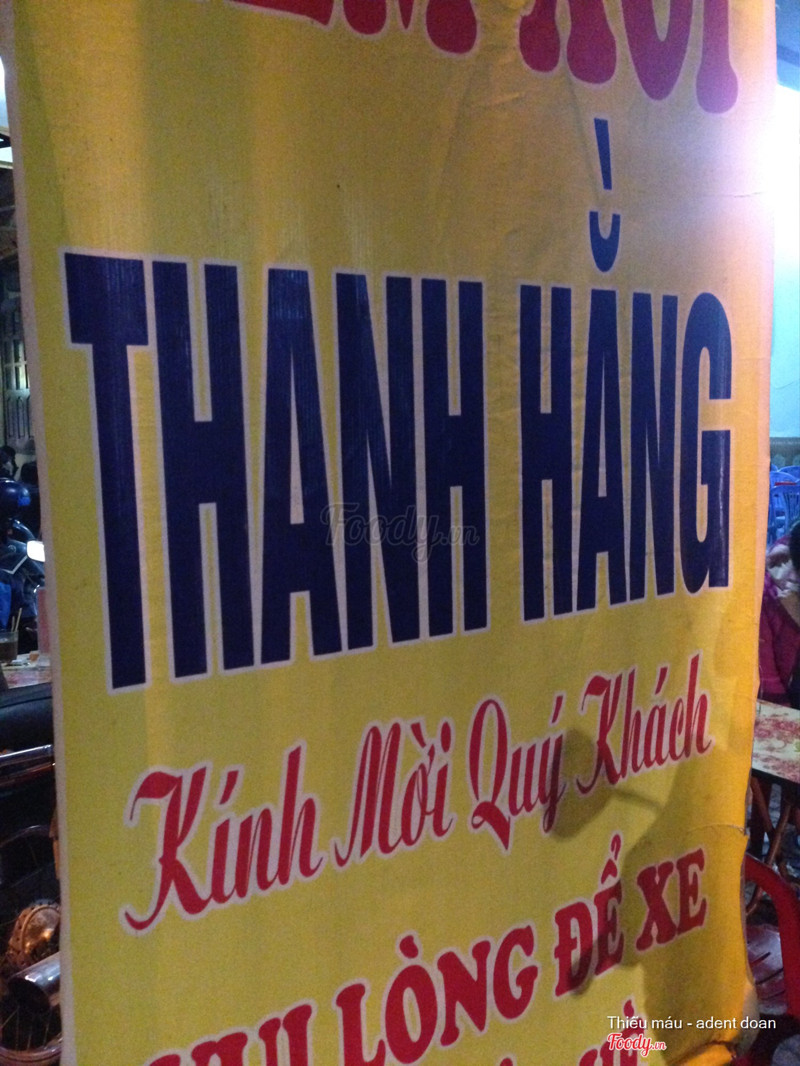 THANH HẰNG
Foody.vn
Kính Mời Quý Khách
LÒNG ĐỂ XE
Thiếu máu - adent doan
Foody.vn